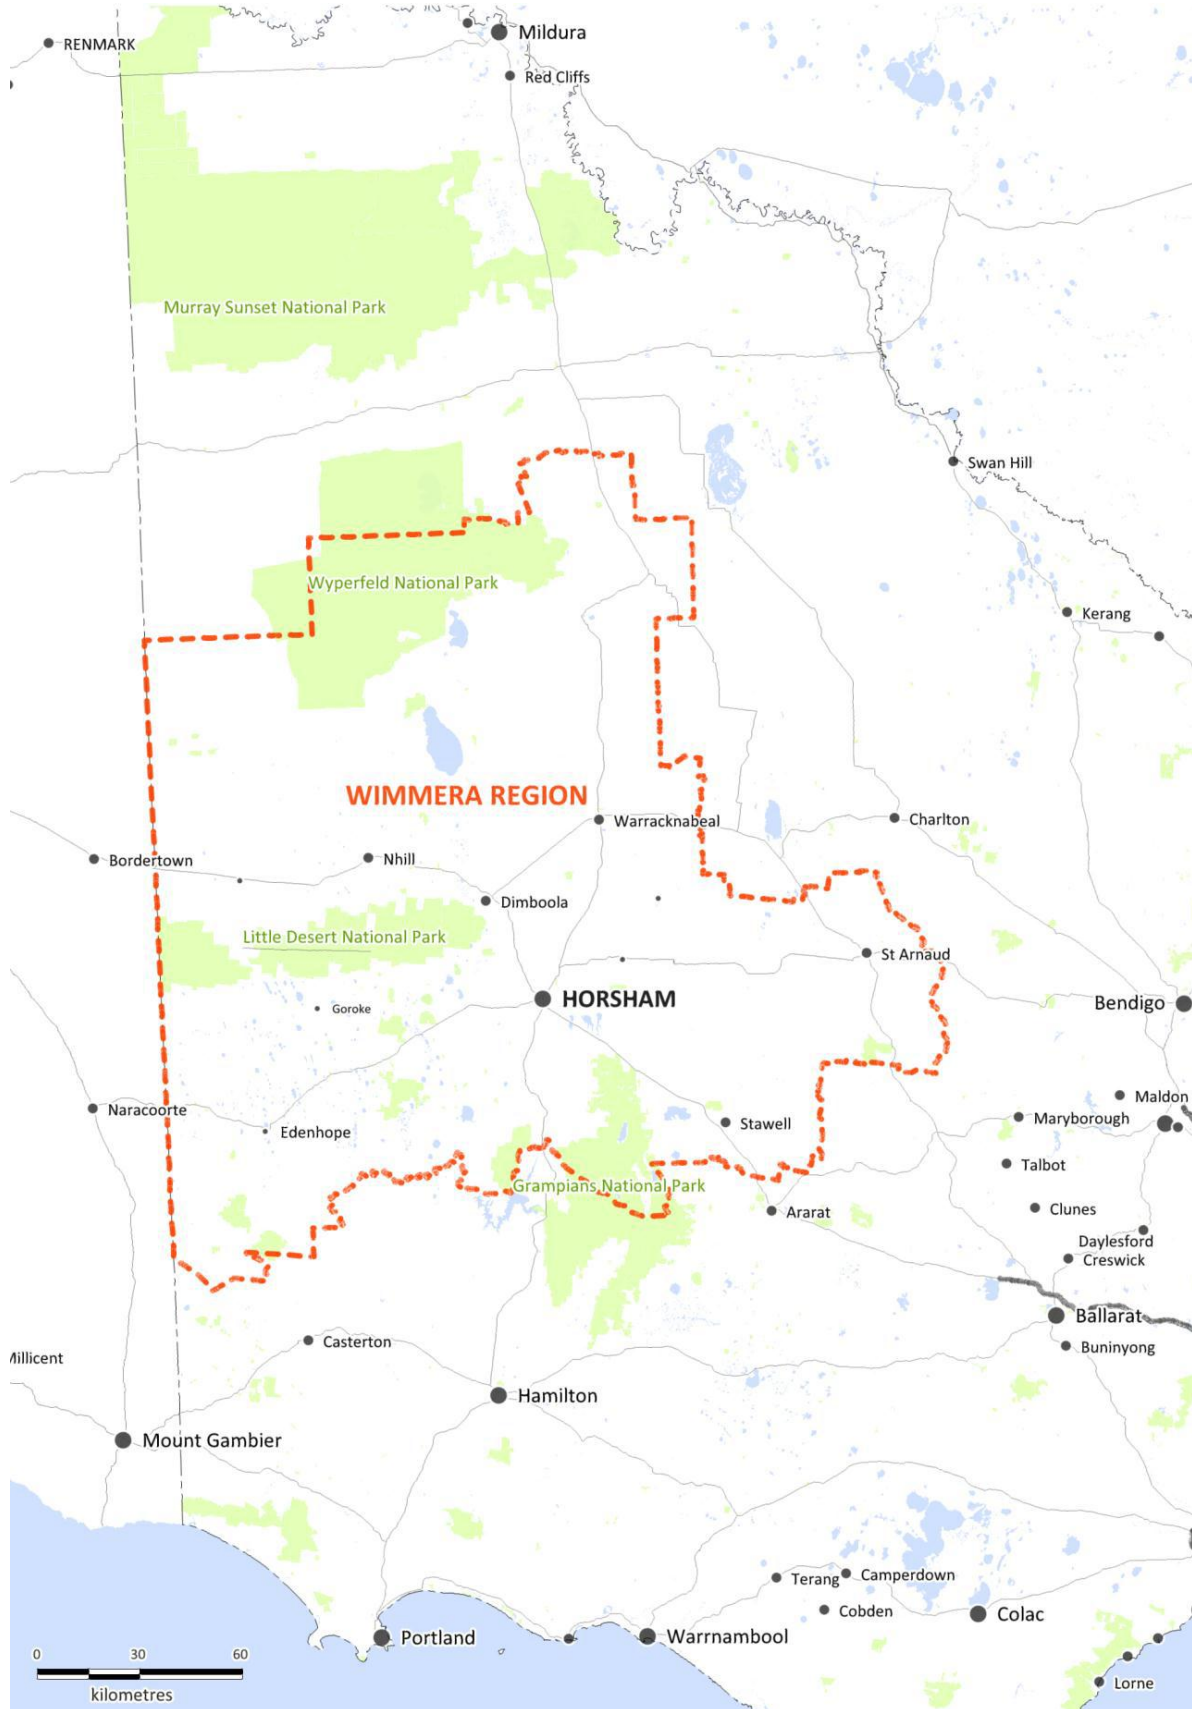 RENMARK
Mildura
Red Cliffs
Murray Sunset National Park
Swan Hill
Wyperfeld National Park
Kerang
WIMMERA REGION
Warracknabeal
Charlton
Bordertown
Nhill
Dimboola
Little Desert National Park
St Arnaud
HORSHAM
Goroke
Bendigo
Naracoorte
Edenhope
Stawell
Maldon
Maryborough
Talbot
Grampians National Park
Ararat
Clunes
Daylesford
Creswick
Ballarat
Buninyong
Casterton
Millicent
Hamilton
Mount Gambier
Terang
Camperdown
Cobden
Colac
Portland
Warrnambool
Lorne
0 30 60
kilometres